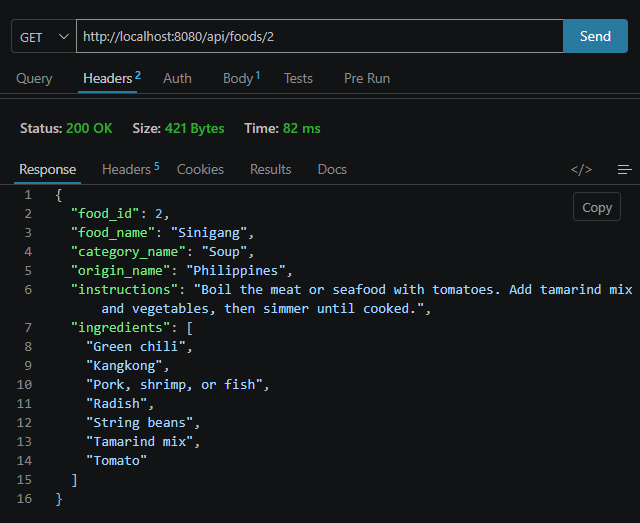 GET http://localhost:8080/api/foods/2 Send
Query Headers 2 Auth Body 1 Tests Pre Run
Status: 200 OK Size: 421 Bytes Time: 82 ms
Response Headers 5 Cookies Results Docs </>
Copy
1 {
2 "food_id": 2,
3 "food_name": "Sinigang",
4 "category_name": "Soup",
5 "origin_name": "Philippines",
6 "instructions": "Boil the meat or seafood with tomatoes. Add tamarind mix
and vegetables, then simmer until cooked.",
7 "ingredients": [
8 "Green chili",
9 "Kangkong",
10 "Pork, shrimp, or fish",
11 "Radish",
12 "String beans",
13 "Tamarind mix",
14 "Tomato"
15 ]
16 }